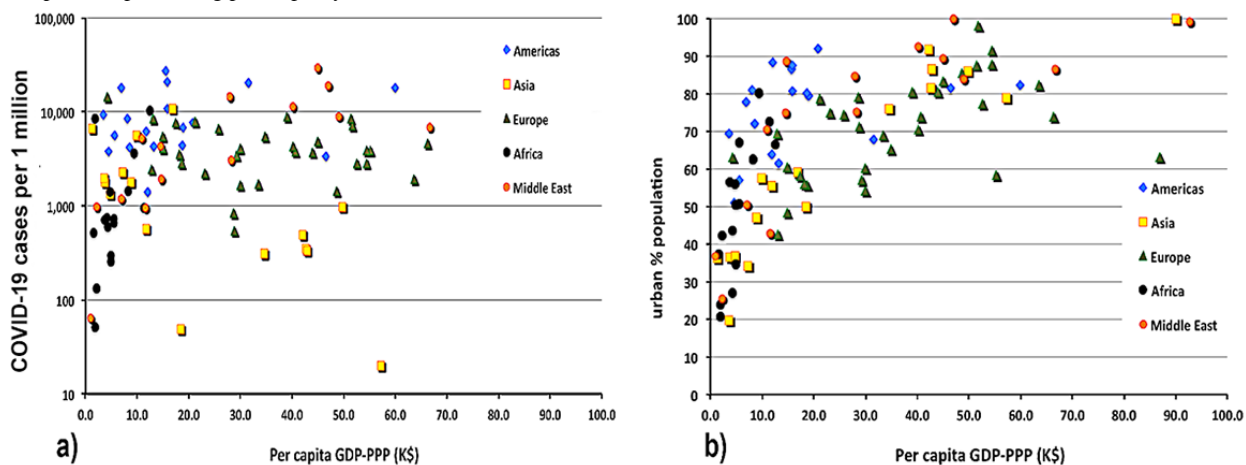 100,000
10,000
1,000
100
10
COVID-19 cases per 1 million
Americas
Asia
Europe
Africa
Middle East
0.0 10.0 20.0 30.0 40.0 50.0 60.0 70.0 80.0 90.0 100.0
a)
Per capita GDP-PPP (K$)
100
90
80
70
60
50
40
30
20
10
0
urban % population
Americas
Asia
Europe
Africa
Middle East
0.0 10.0 20.0 30.0 40.0 50.0 60.0 70.0 80.0 90.0 100.0
b)
Per capita GDP-PPP (K$)